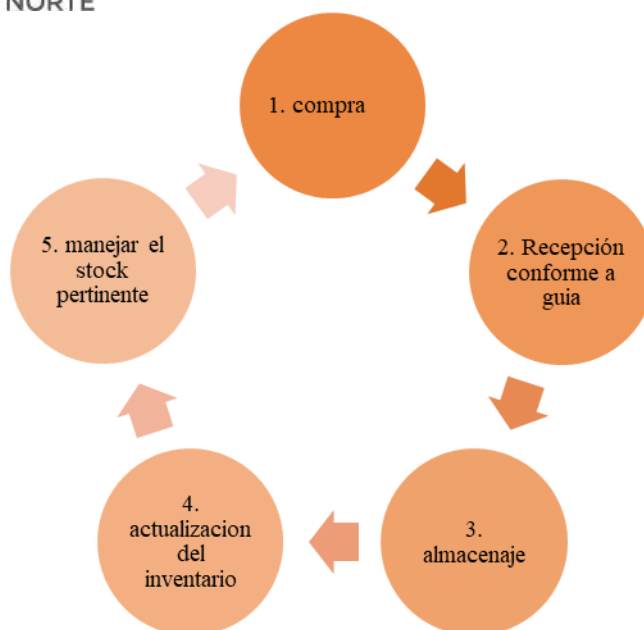 NORTE
1. compra
2. Recepción
conforme a
guia
3.
almacenaje
4.
actualizacion
del
inventario
5. manejar el
stock
pertinente